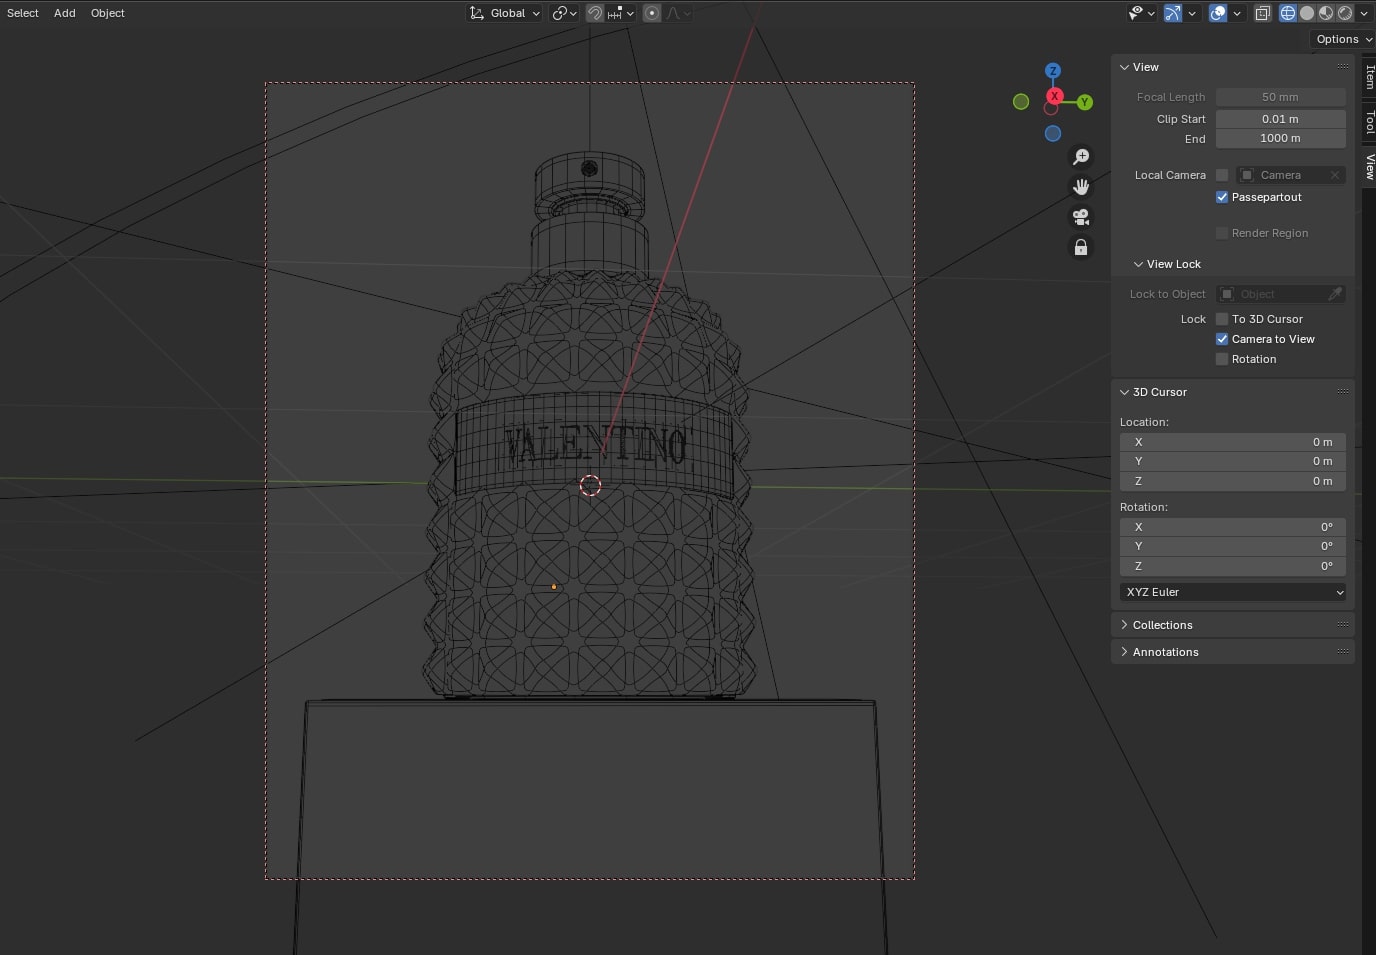 Select Add Object Global
Options
View
Focal Length 50 mm
Clip Start 0.01 m
End 1000 m
Local Camera Camera
Passepartout
Render Region
View Lock
Lock to Object Object
Lock To 3D Cursor
Camera to View
Rotation
3D Cursor
Location:
X 0 m
Y 0 m
Z 0 m
Rotation:
X 0°
Y 0°
Z 0°
XYZ Euler
Collections
Annotations
Item
Tool
View
Z
X
Y
VALENTINO